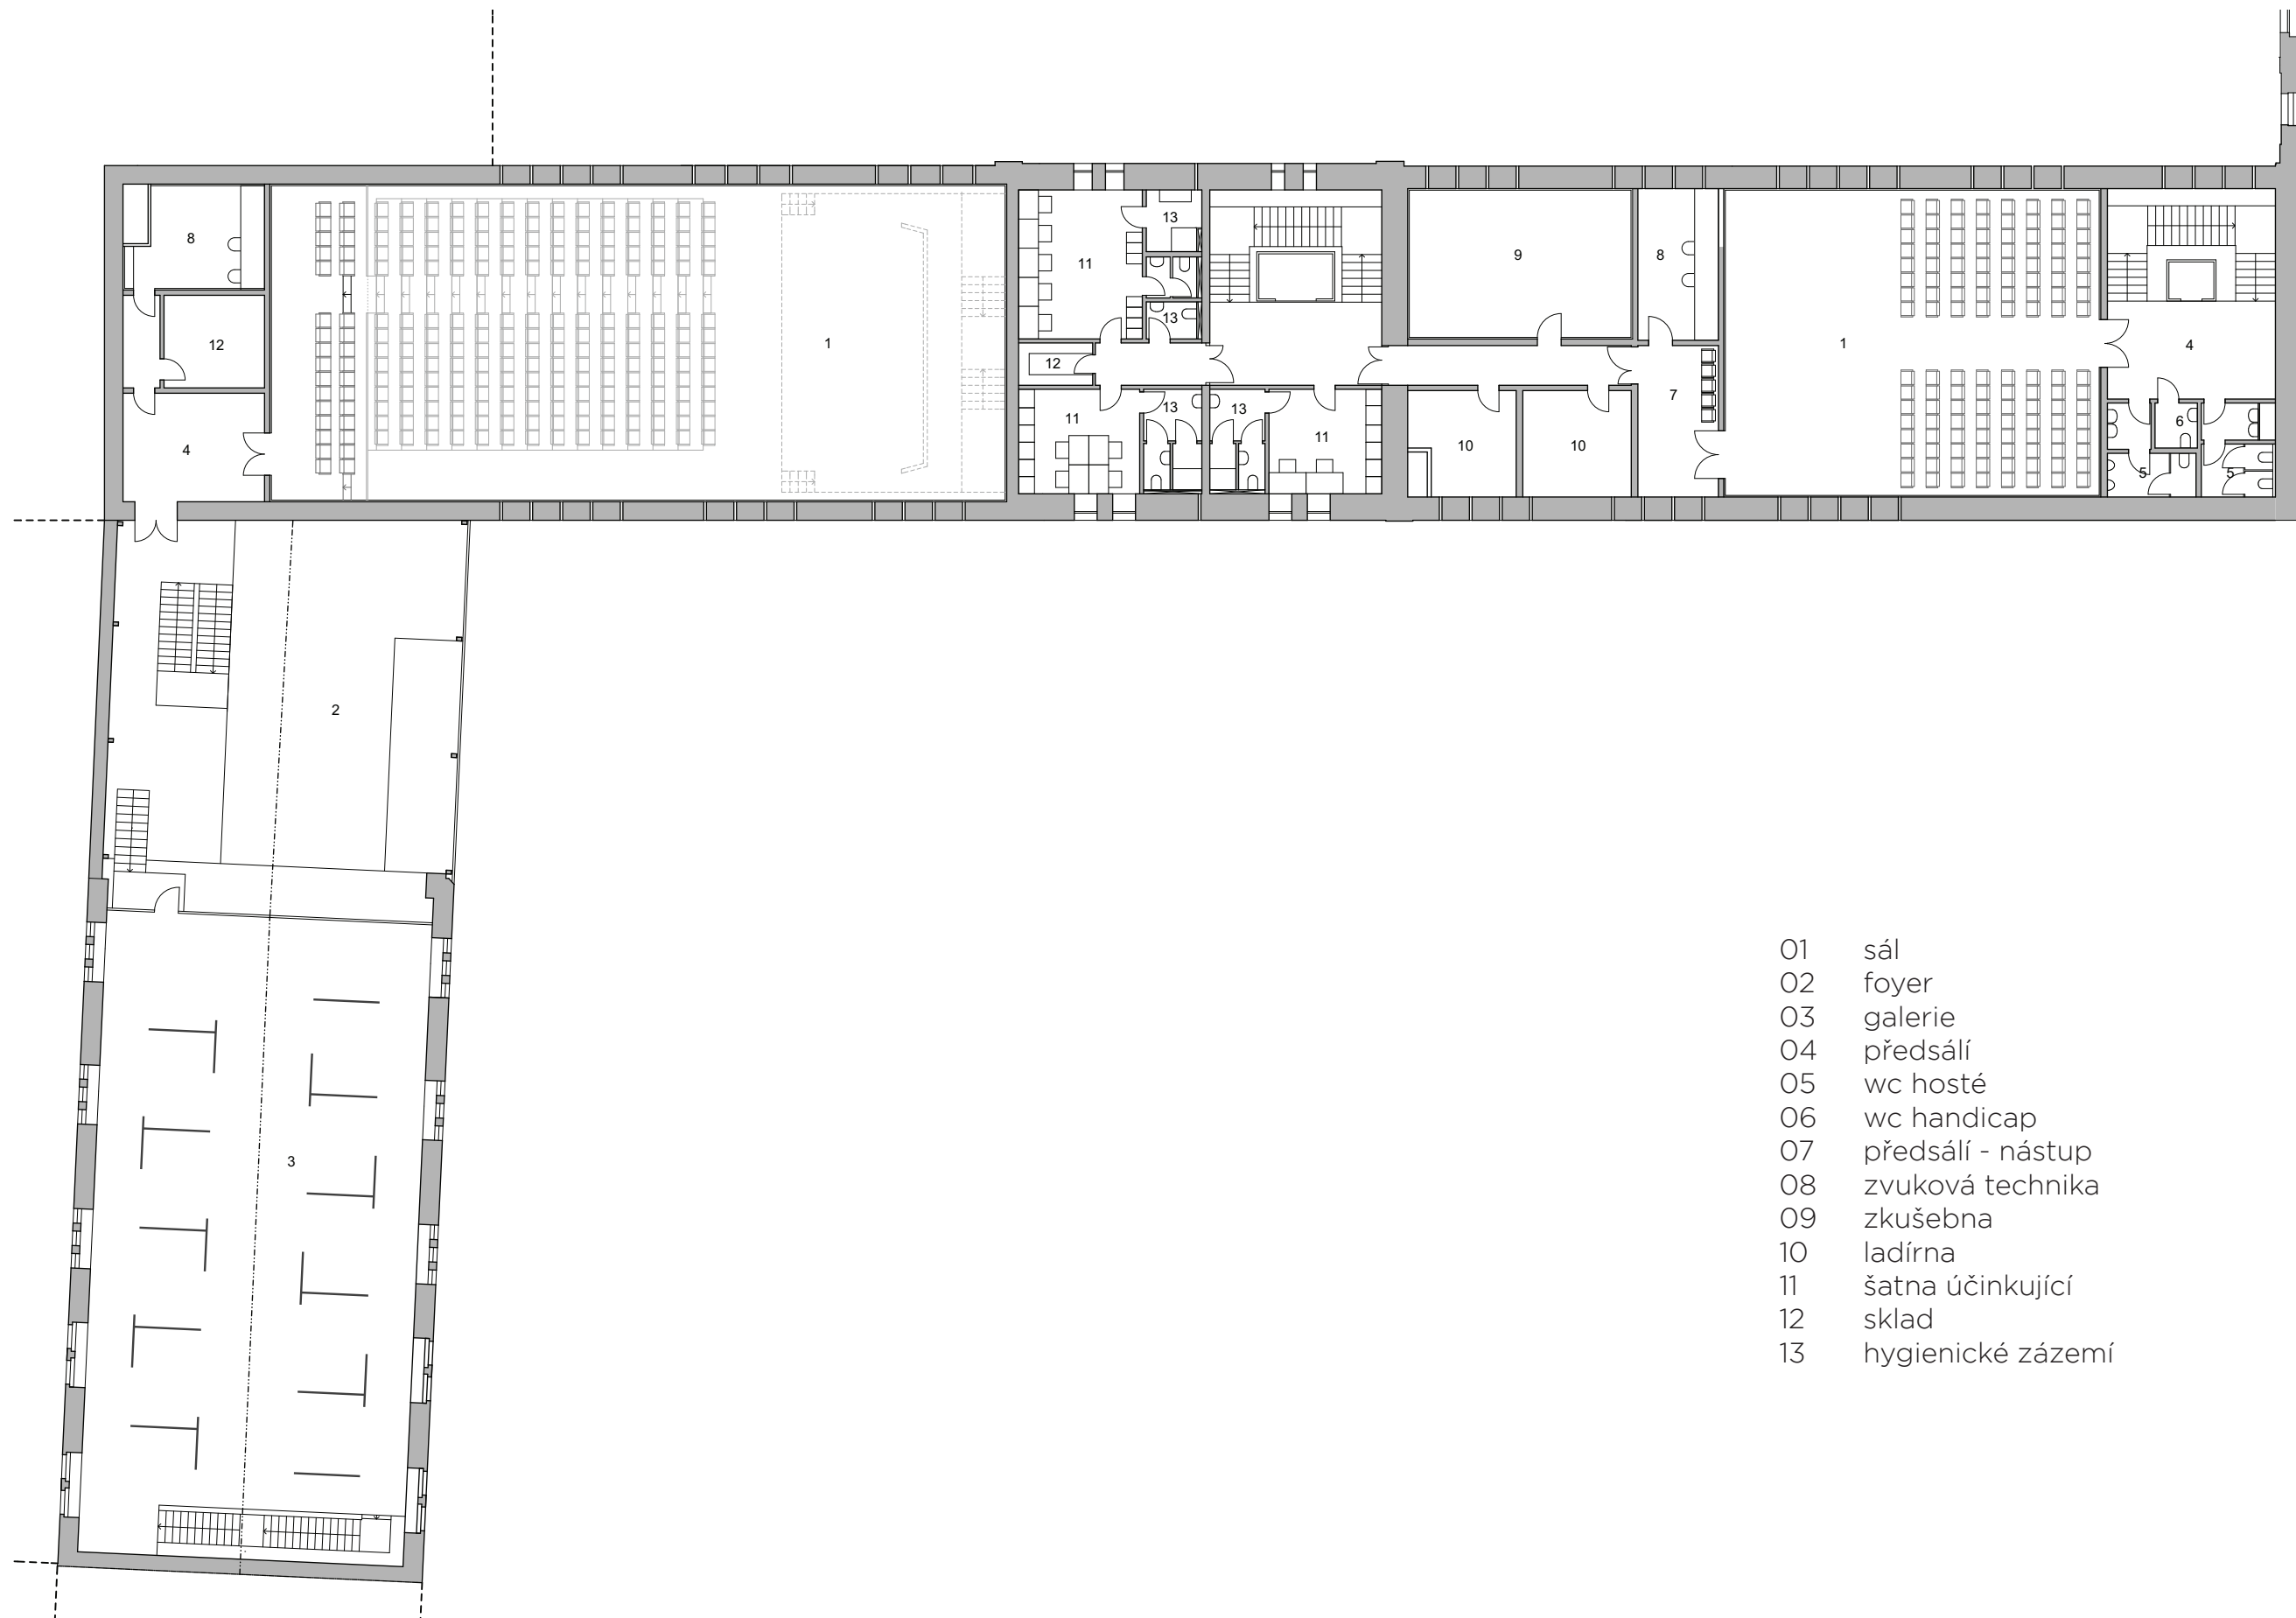 13
8
11
9
8
13
12
1
12
1
4
7
11
13
13
11
6
4
10
10
5
5
2
3
01 sál
02 foyer
03 galerie
04 předsálí
05 wc hosté
06 wc handicap
07 předsálí - nástup
08 zvuková technika
09 zkušebna
10 ladírna
11 šatna účinkující
12 sklad
13 hygienické zázemí